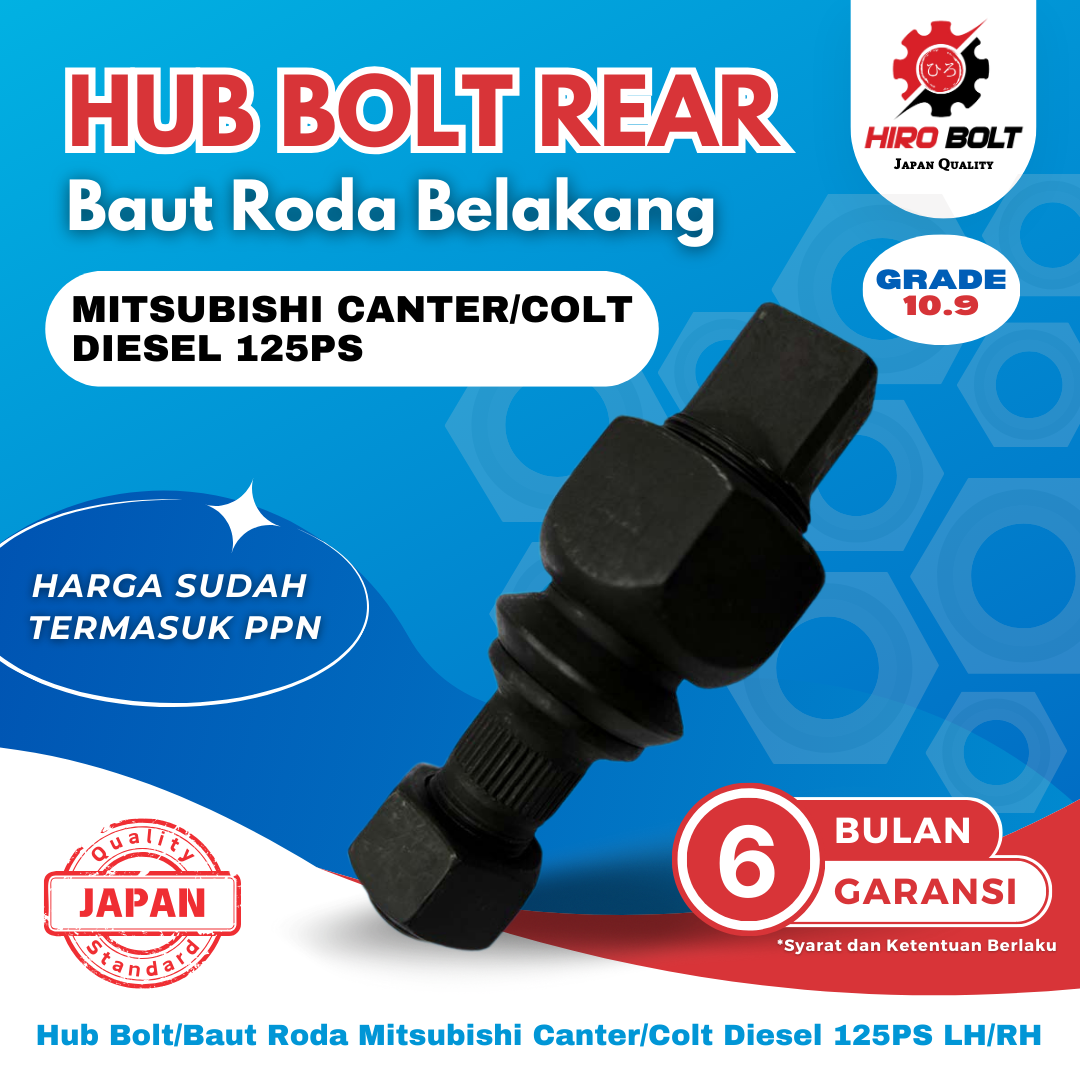 HUB BOLT REAR
Baut Roda Belakang
MITSUBISHI CANTER/COLT
DIESEL 125PS
ひろ
HIRO BOLT
JAPAN QUALITY
GRADE
10.9
HARGA SUDAH
TERMASUK PPN
Quality
JAPAN
Standard
6
BULAN
GARANSI
*Syarat dan Ketentuan Berlaku
Hub Bolt/Baut Roda Mitsubishi Canter/Colt Diesel 125PS LH/RH